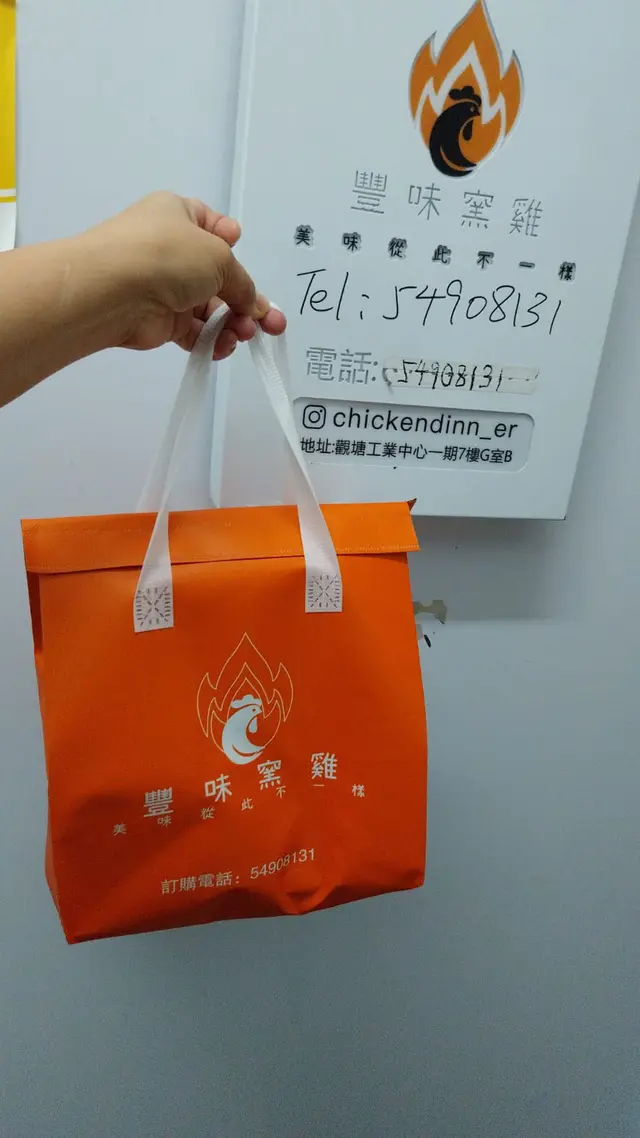 豐味窯雞
美味從此不一樣
Tel: 54908131
電話: 54908131
chickendinn_er
地址:觀塘工業中心一期7樓G室B
豐味窯雞
美味從此不一樣
訂購電話: 54908131